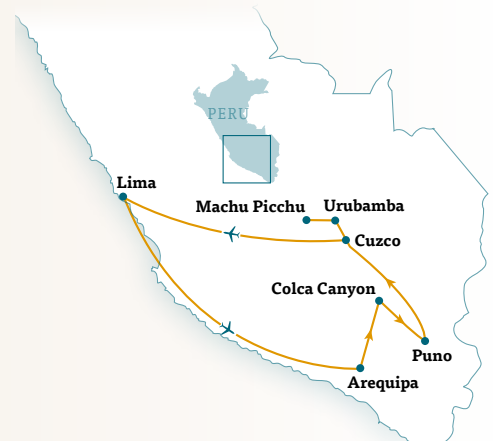 PERU
Lima
Machu Picchu
Urubamba
Cuzco
Colca Canyon
Puno
Arequipa